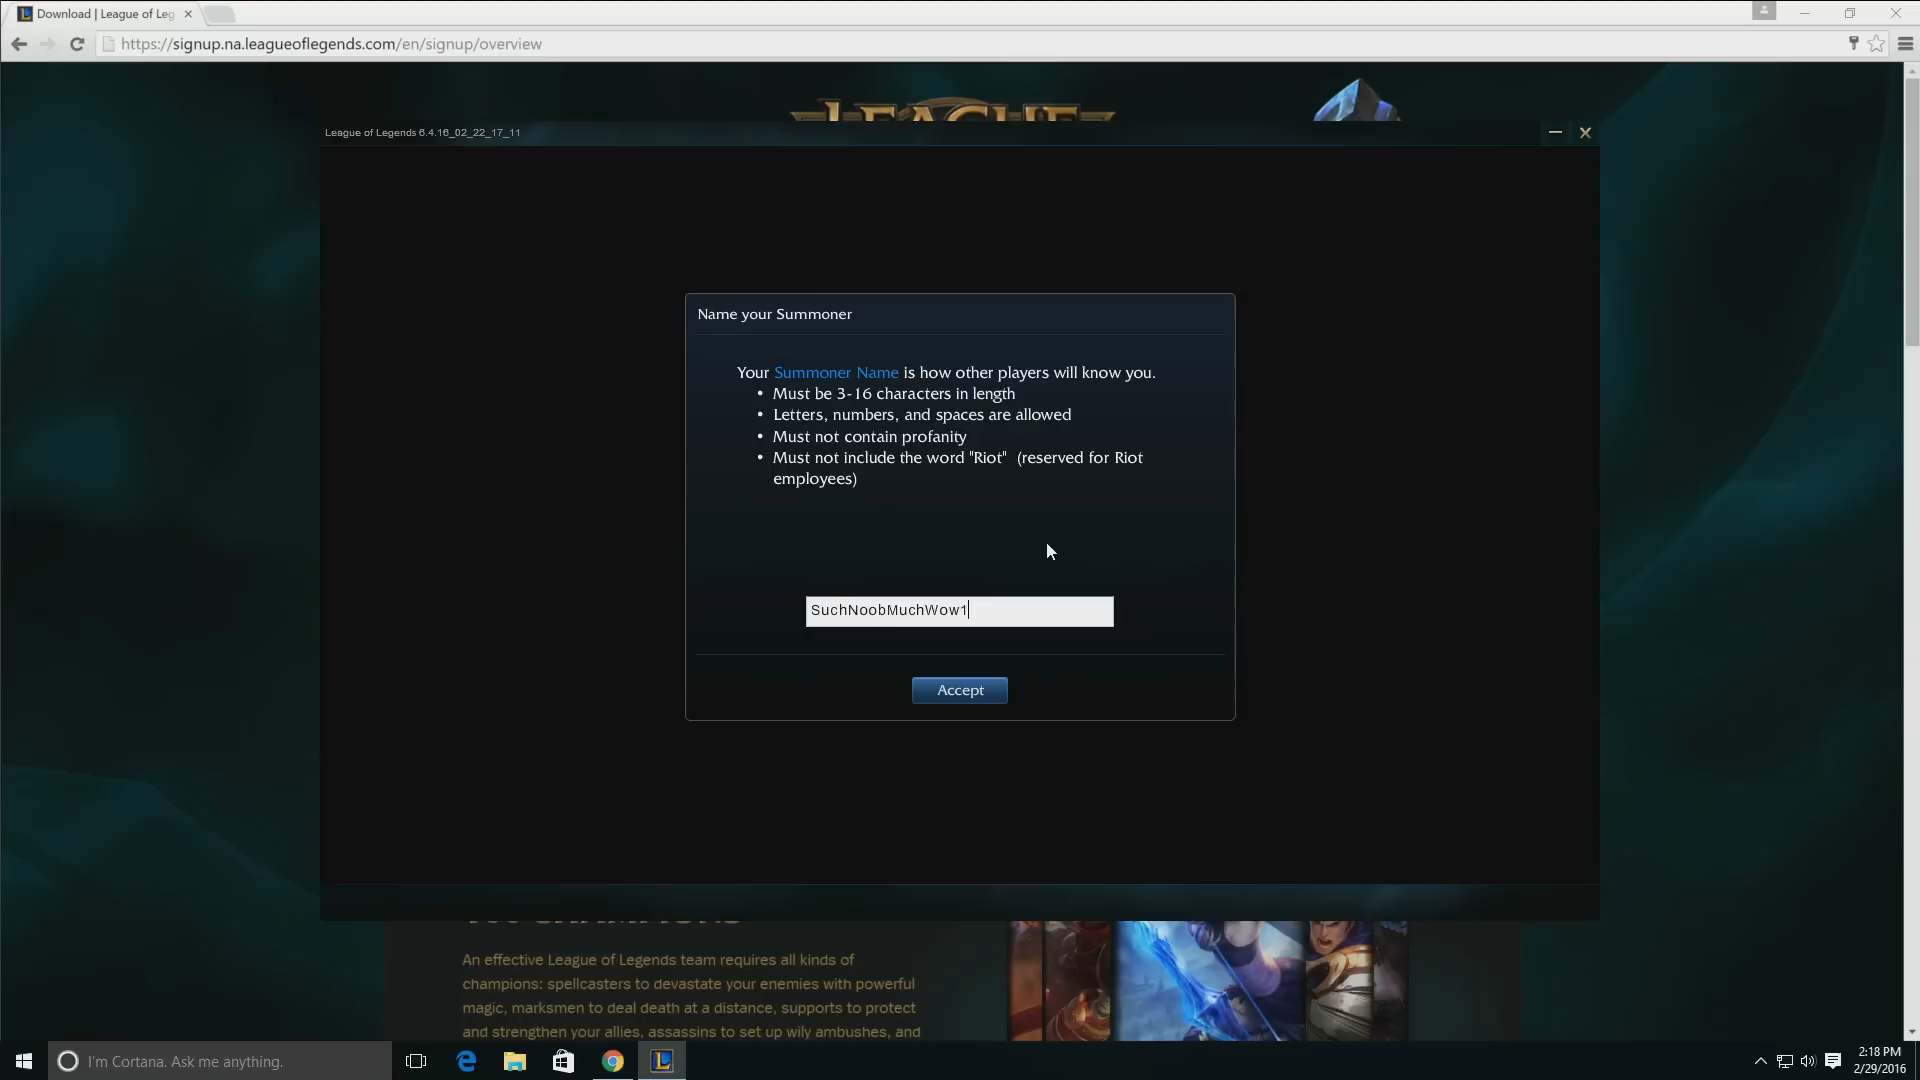 Download | League of Leg
https://signup.na.leagueoflegends.com/en/signup/overview
LEAGUE
League of Legends 6.4.16_02_22_17_11
Name your Summoner
Your Summoner Name is how other players will know you.
• Must be 3-16 characters in length
• Letters, numbers, and spaces are allowed
• Must not contain profanity
• Must not include the word "Riot" (reserved for Riot
employees)
SuchNoobMuchWow1
Accept
An effective League of Legends team requires all kinds of
champions: spellcasters to devastate your enemies with powerful
magic, marksmen to deal death at a distance, supports to protect
and strengthen your allies, assassins to set up wily ambushes, and
I'm Cortana. Ask me anything.
2:18 PM
2/29/2016